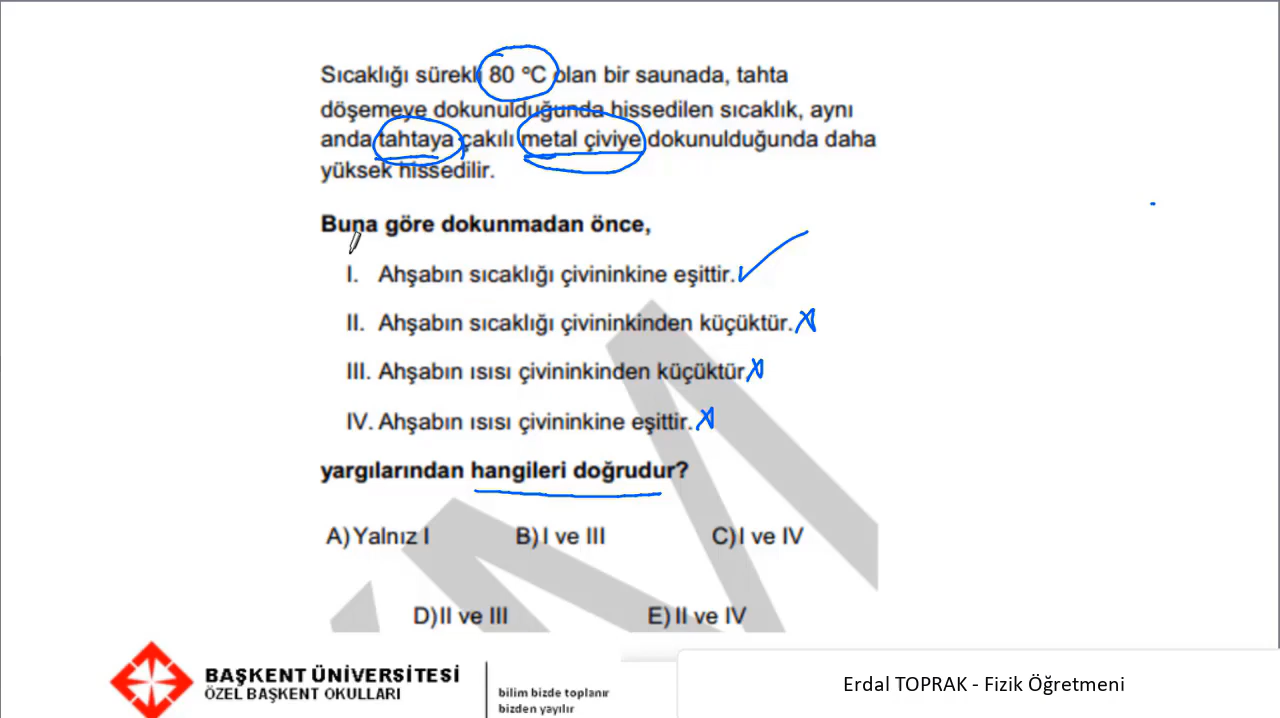 Sıcaklığı sürekli 80 °C olan bir saunada, tahta
döşemeye dokunulduğunda hissedilen sıcaklık, aynı
anda tahtaya çakılı metal çiviye dokunulduğunda daha
yüksek hissedilir.
Buna göre dokunmadan önce,
I. Ahşabın sıcaklığı çivininkine eşittir.
II. Ahşabın sıcaklığı çivininkinden küçüktür.
III. Ahşabın ısısı çivininkinden küçüktür
IV. Ahşabın ısısı çivininkine eşittir.
yargılarından hangileri doğrudur?
A) Yalnız I B) I ve III C) I ve IV
D) II ve III E) II ve IV
BAŞKENT ÜNİVERSİTESİ
ÖZEL BAŞKENT OKULLARI
bilim bizde toplanır
bizden yayılır
Erdal TOPRAK - Fizik Öğretmeni